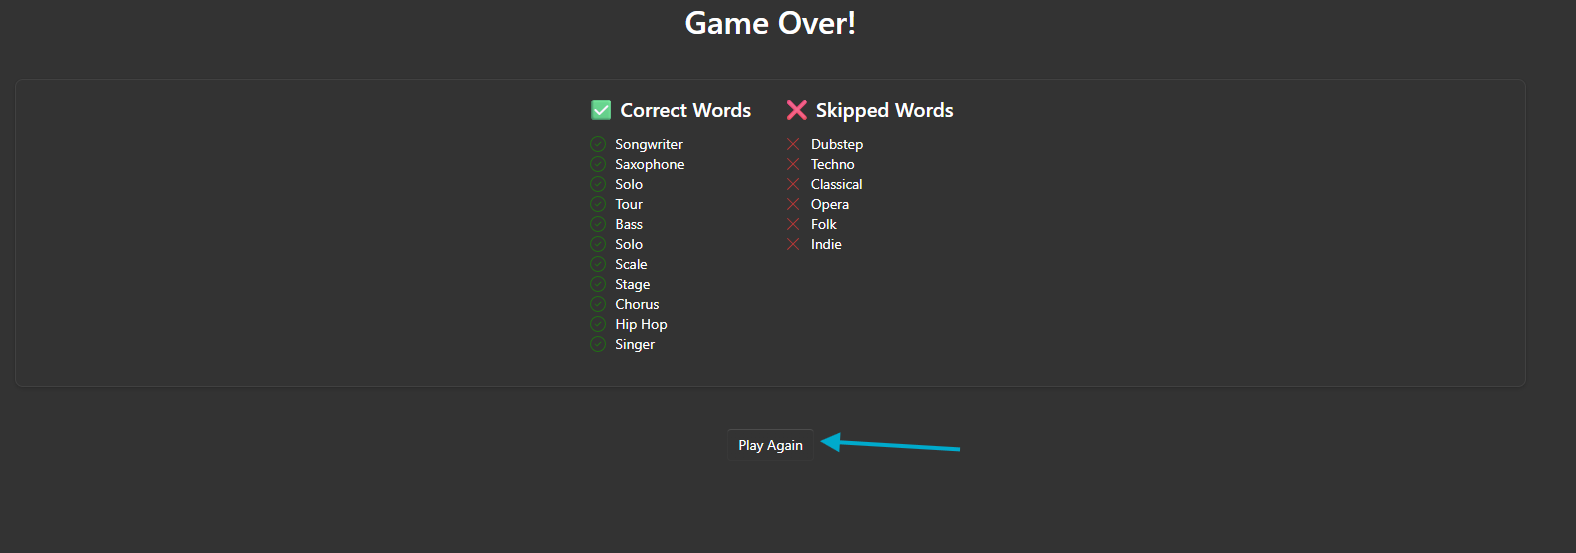 Game Over!
Correct Words
Songwriter
Saxophone
Solo
Tour
Bass
Solo
Scale
Stage
Chorus
Hip Hop
Singer
Skipped Words
Dubstep
Techno
Classical
Opera
Folk
Indie
Play Again